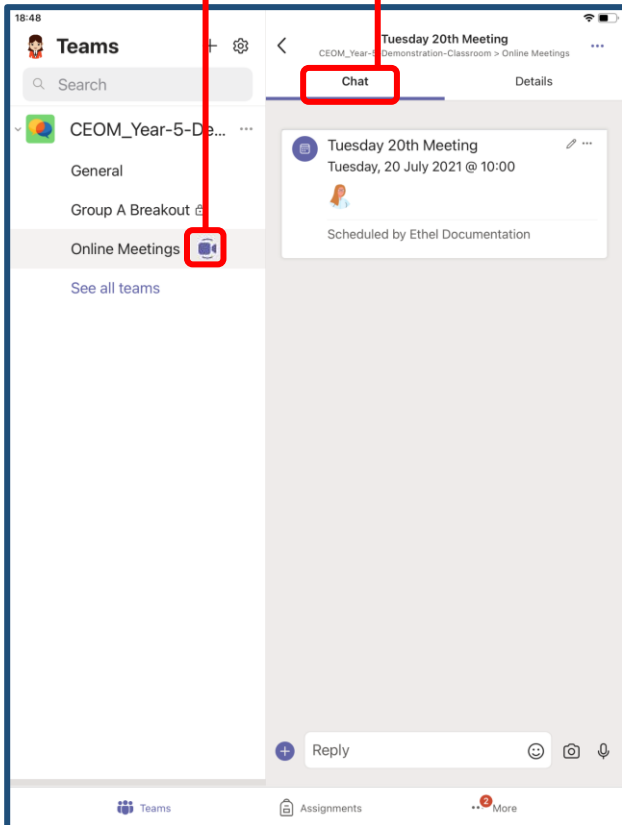 18:48
Teams
Search
CEOM_Year-5-De...
General
Group A Breakout
Online Meetings
See all teams
Tuesday 20th Meeting
CEOM_Year-5-Demonstration-Classroom > Online Meetings
Chat
Details
Tuesday 20th Meeting
Tuesday, 20 July 2021 @ 10:00
Scheduled by Ethel Documentation
Reply
Teams
Assignments
2
More